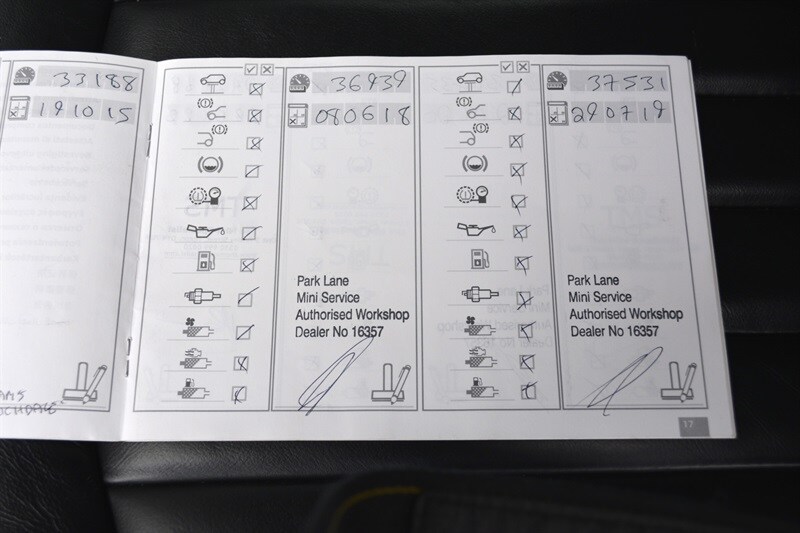 33188
191015
36939
080618
Park Lane
Mini Service
Authorised Workshop
Dealer No 16357
37531
290719
Park Lane
Mini Service
Authorised Workshop
Dealer No 16357
17